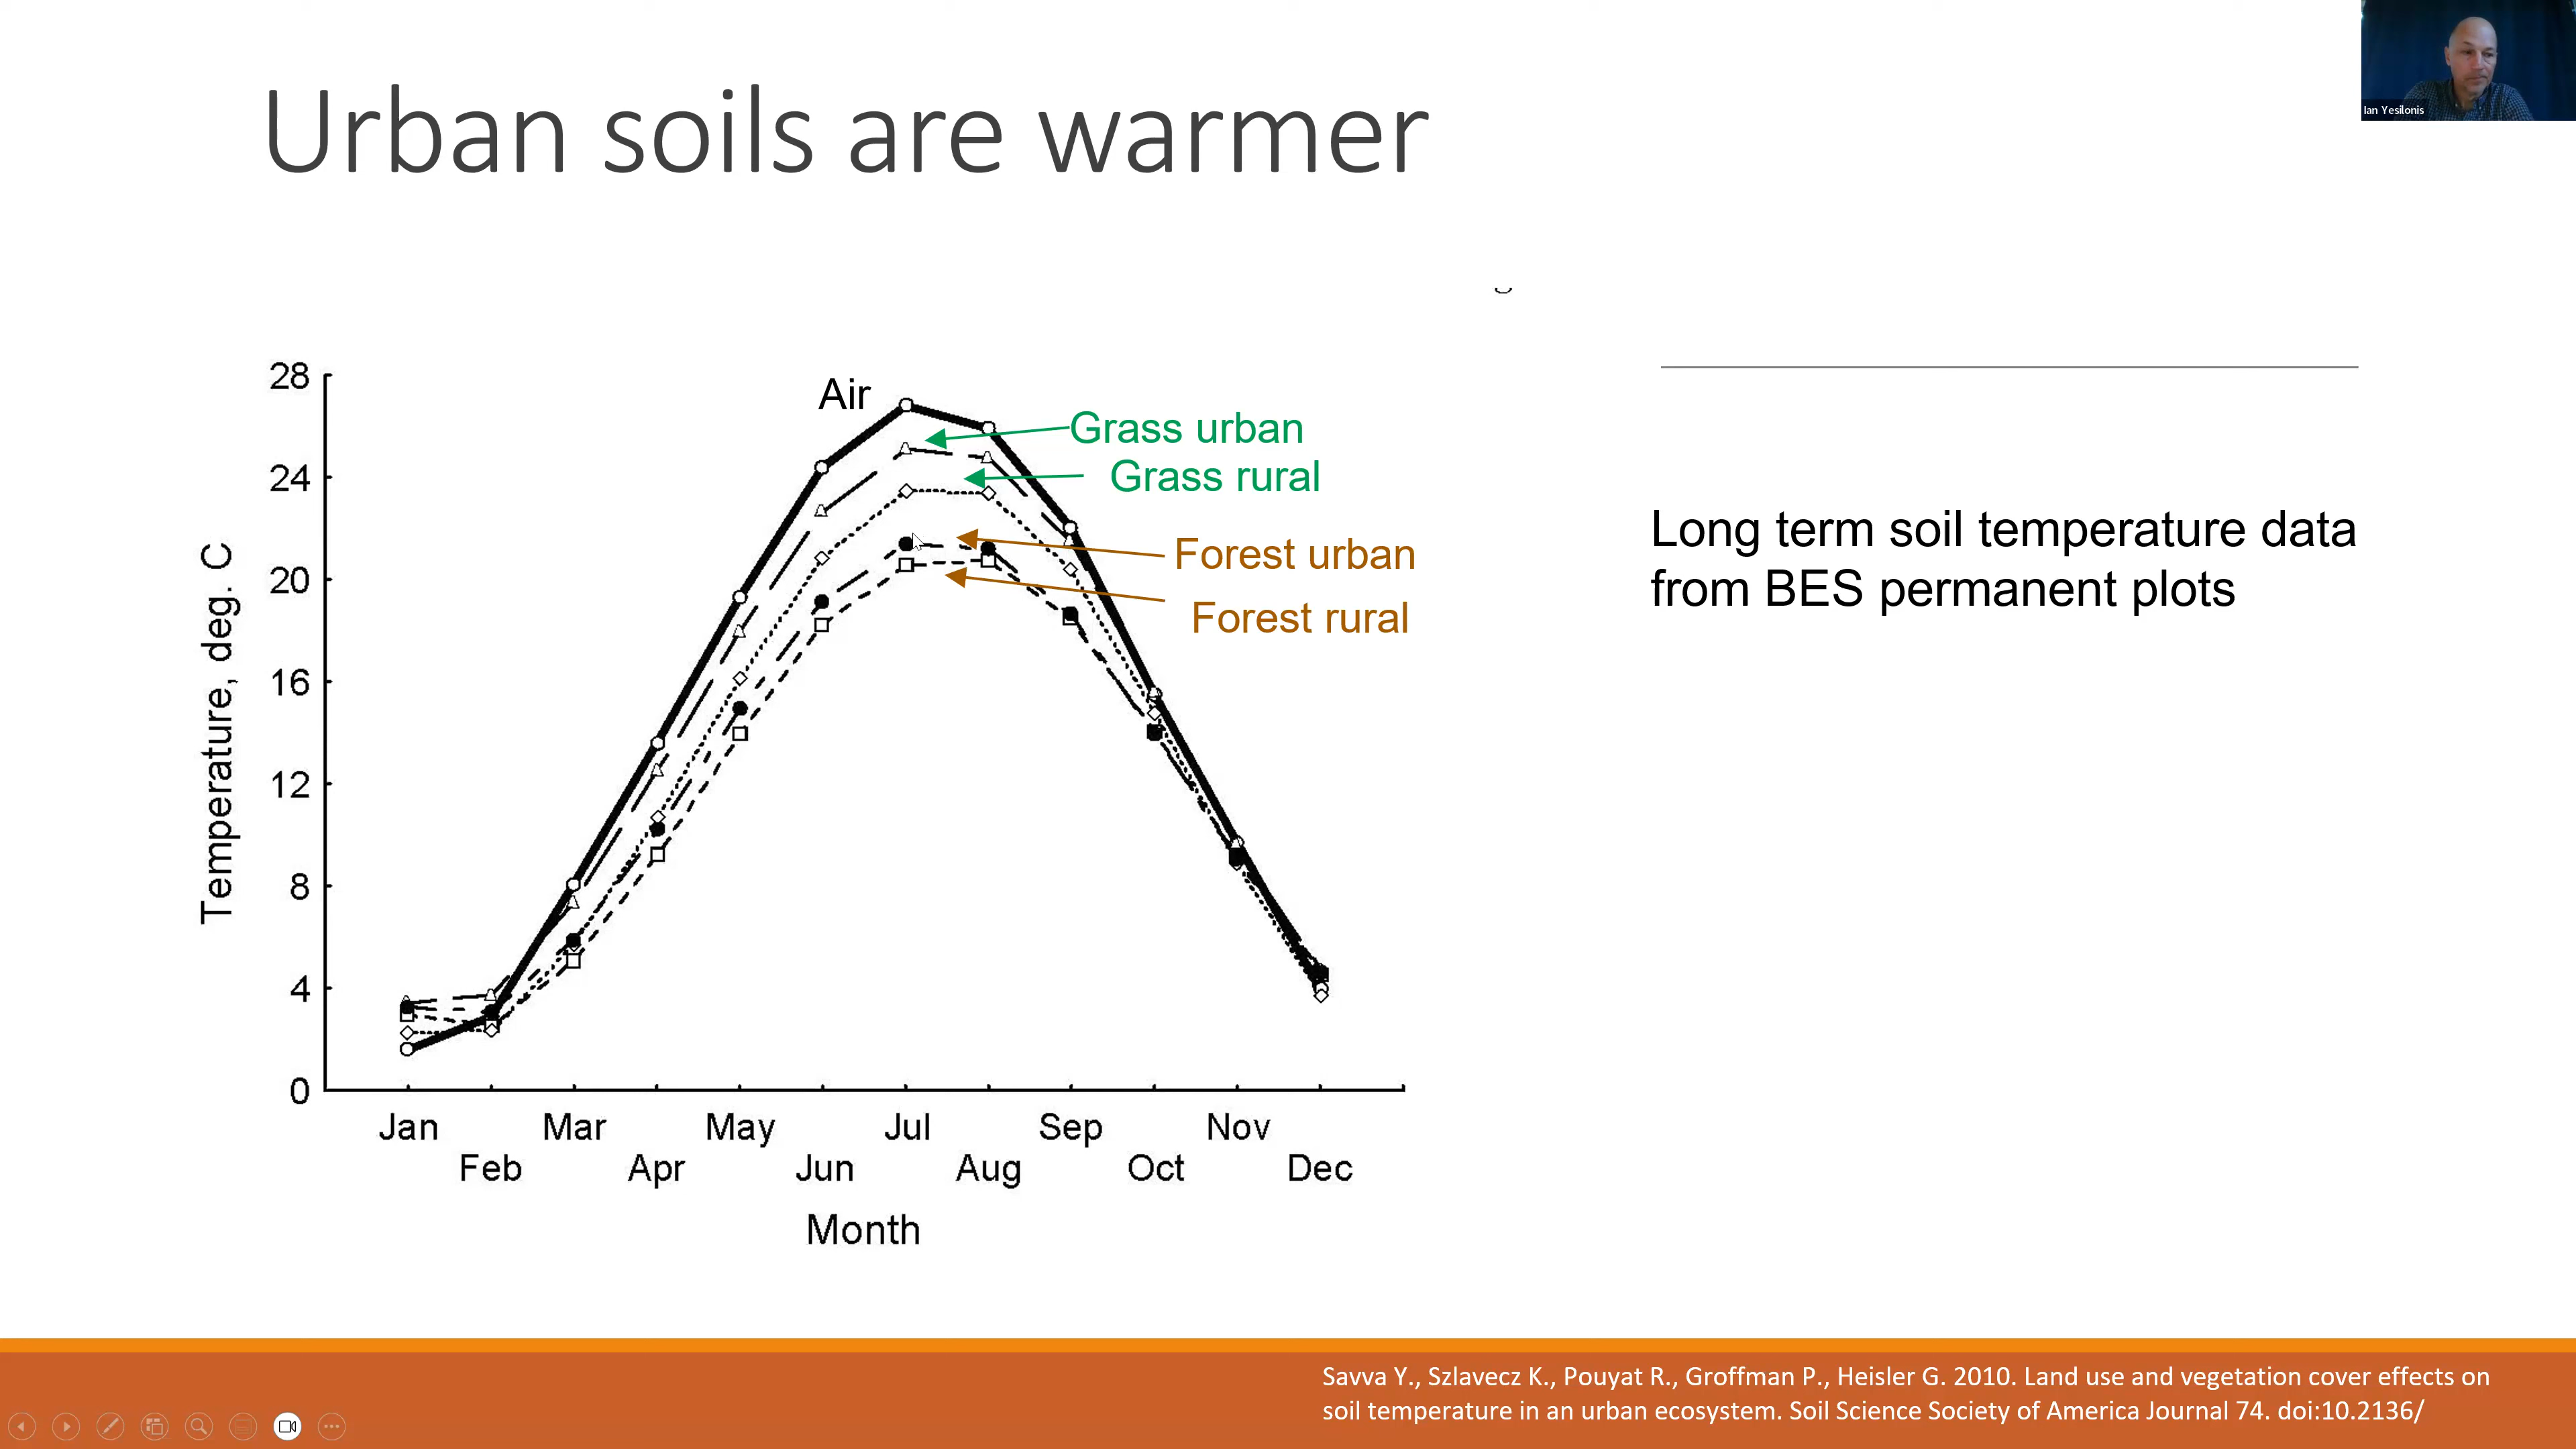 Urban soils are warmer
Ian Yesilonis
28
24
20
16
12
8
4
0
Temperature, deg. C
Air
Grass urban
Grass rural
Forest urban
Forest rural
Jan
Feb
Mar
Apr
May
Jun
Jul
Aug
Sep
Oct
Nov
Dec
Month
Long term soil temperature data
from BES permanent plots
Savva Y., Szlavecz K., Pouyat R., Groffman P., Heisler G. 2010. Land use and vegetation cover effects on
soil temperature in an urban ecosystem. Soil Science Society of America Journal 74. doi:10.2136/